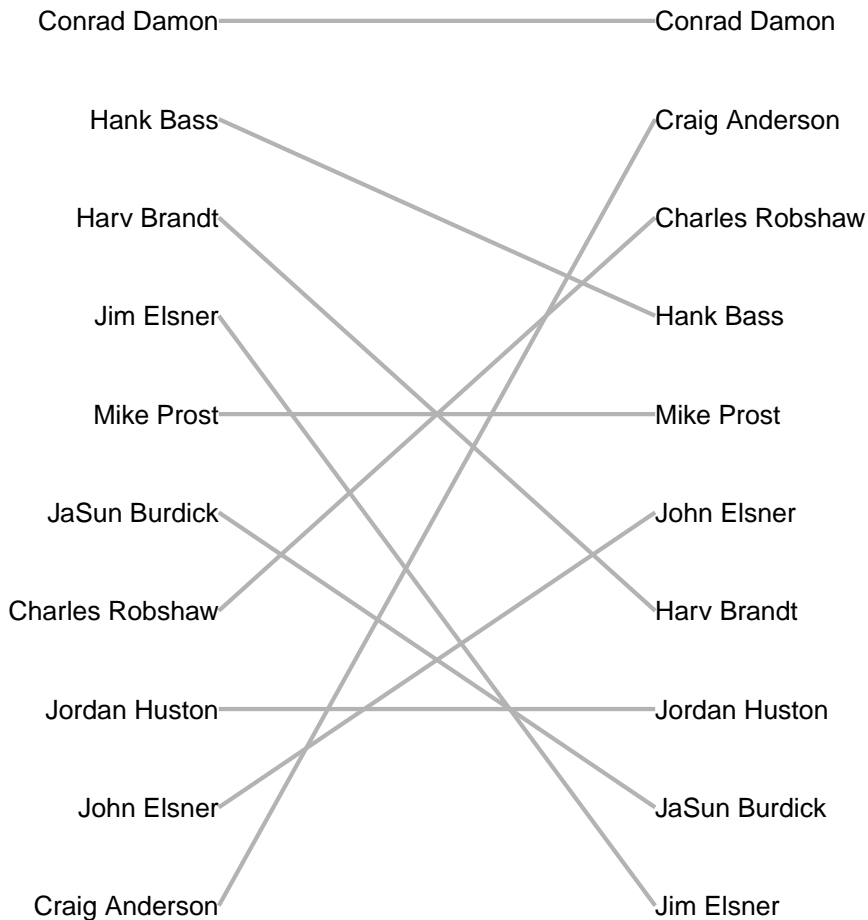 Conrad Damon Conrad Damon
Hank Bass Craig Anderson
Harv Brandt Charles Robshaw
Jim Elsner Hank Bass
Mike Prost Mike Prost
JaSun Burdick John Elsner
Charles Robshaw Harv Brandt
Jordan Huston Jordan Huston
John Elsner JaSun Burdick
Craig Anderson Jim Elsner